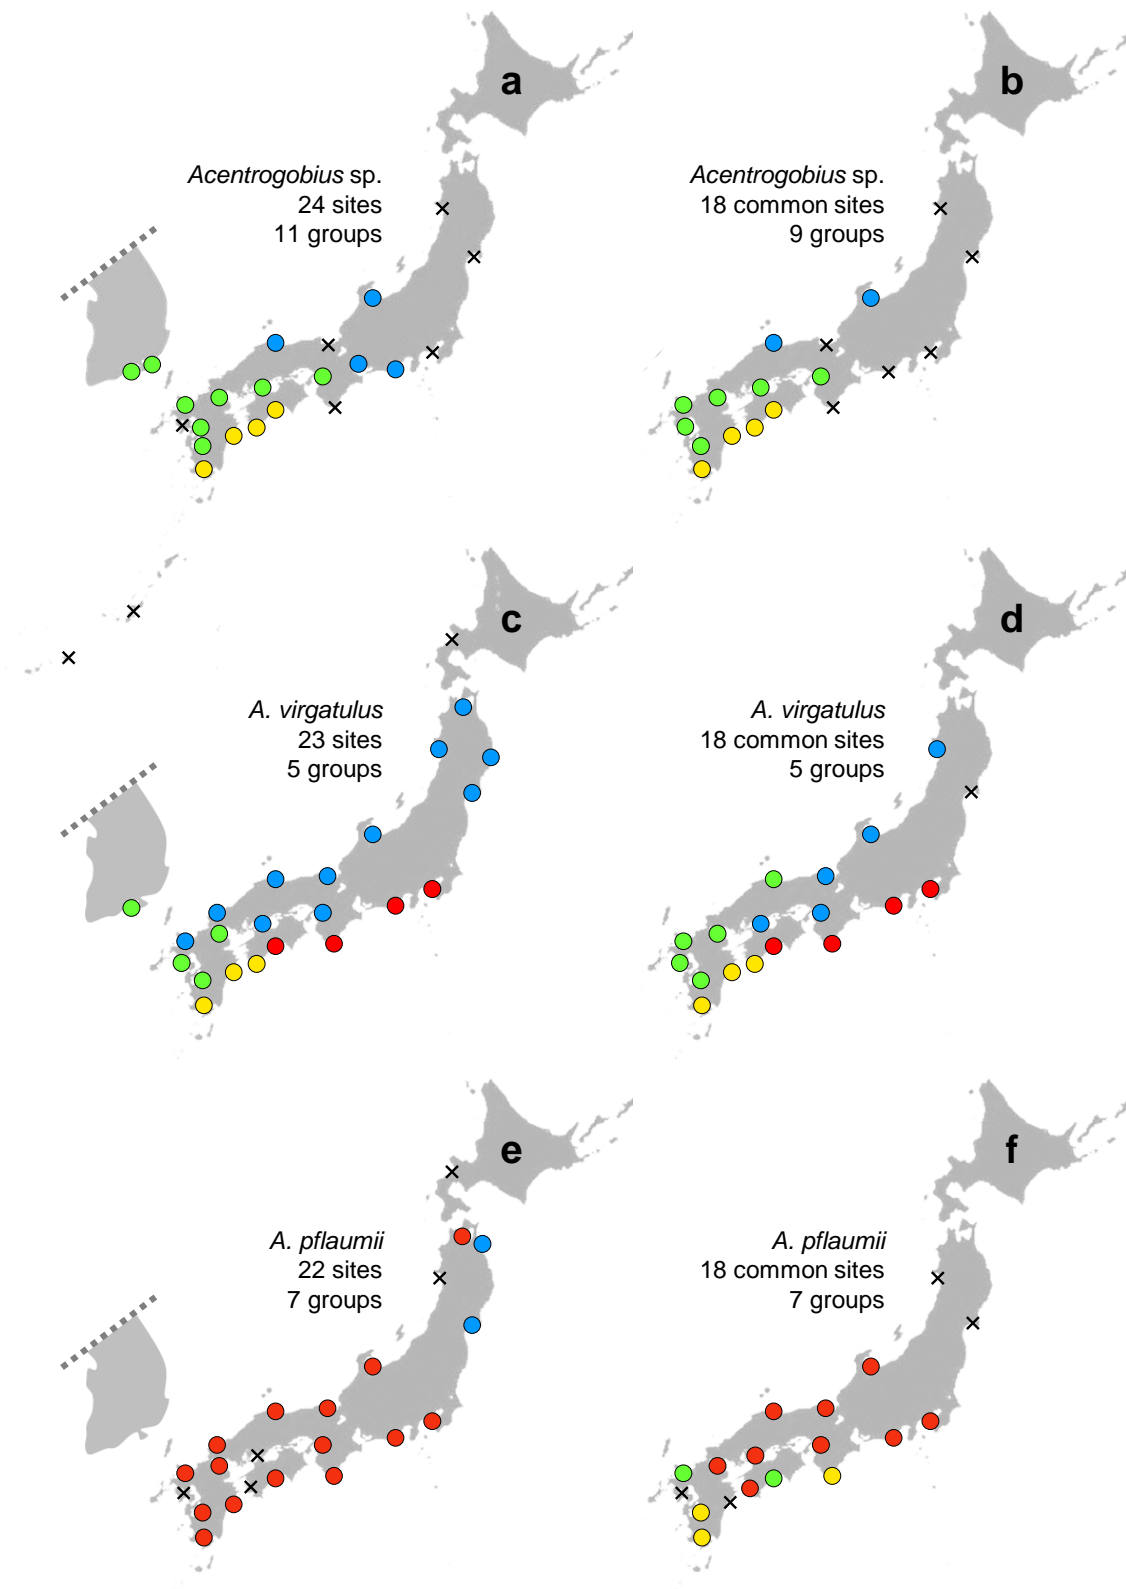 a
Acentrogobius sp.
24 sites
11 groups
b
Acentrogobius sp.
18 common sites
9 groups
c
A. virgatulus
23 sites
5 groups
d
A. virgatulus
18 common sites
5 groups
e
A. pflaumii
22 sites
7 groups
f
A. pflaumii
18 common sites
7 groups